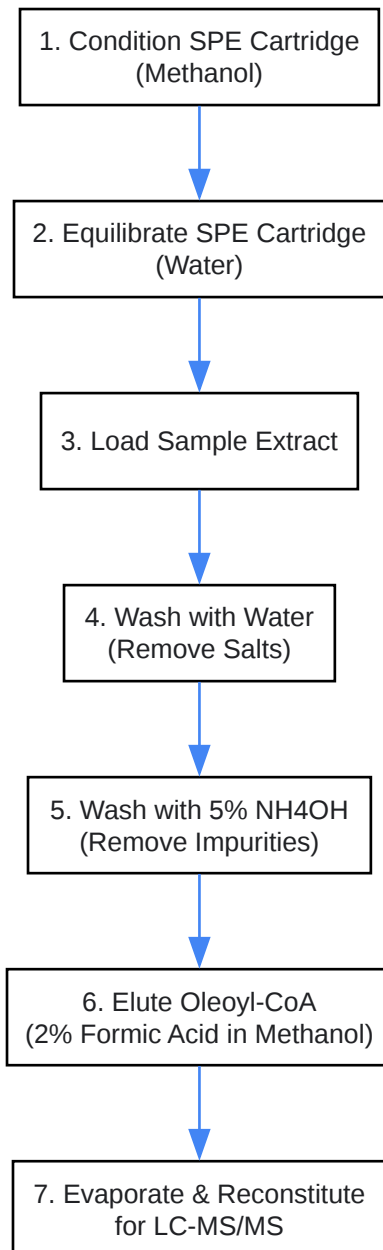 1. Condition SPE Cartridge
(Methanol)
2. Equilibrate SPE Cartridge
(Water)
3. Load Sample Extract
4. Wash with Water
(Remove Salts)
5. Wash with 5% NH4OH
(Remove Impurities)
6. Elute Oleoyl-CoA
(2% Formic Acid in Methanol)
7. Evaporate & Reconstitute
for LC-MS/MS